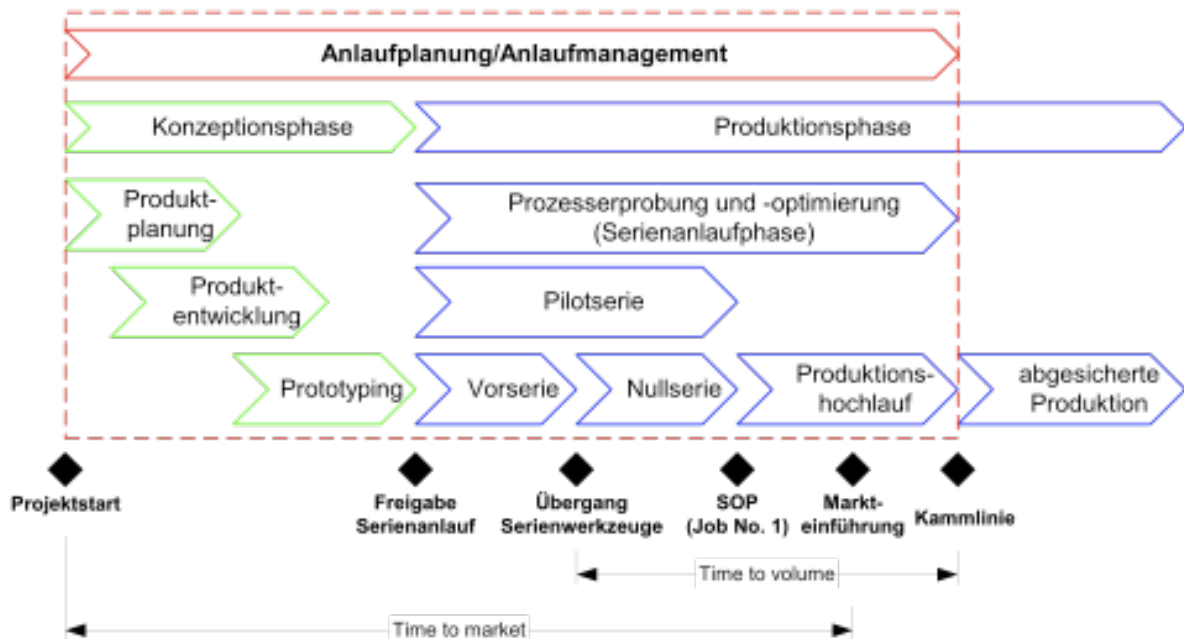 Anlaufplanung/Anlaufmanagement
Konzeptionsphase
Produktionsphase
Produkt-
planung
Prozesserprobung und -optimierung
(Serienanlaufphase)
Produkt-
entwicklung
Pilotserie
Prototyping
Vorserie
Nullserie
Produktions-
hochlauf
abgesicherte
Produktion
Projektstart
Freigabe
Serienanlauf
Übergang
Serienwerkzeuge
SOP
(Job No. 1)
Markt-
einführung
Kammlinie
Time to volume
Time to market